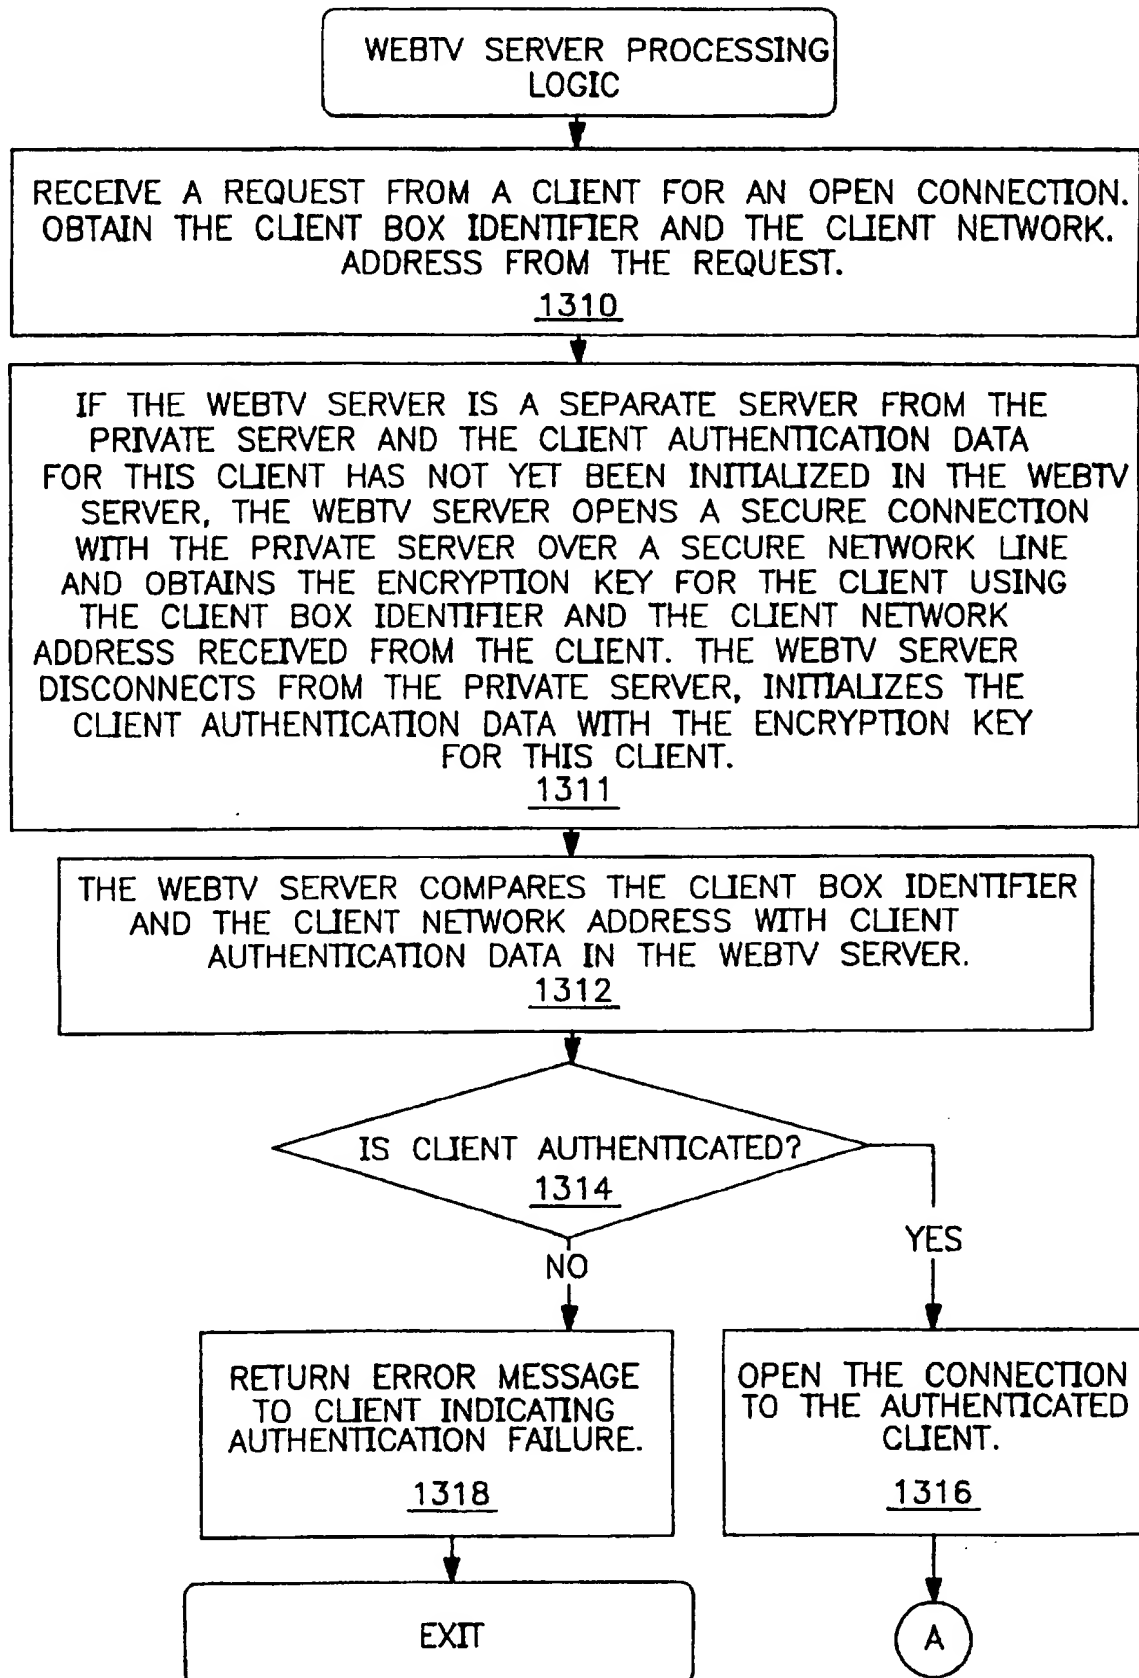 WEBTV SERVER PROCESSING
LOGIC
RECEIVE A REQUEST FROM A CLIENT FOR AN OPEN CONNECTION.
OBTAIN THE CLIENT BOX IDENTIFIER AND THE CLIENT NETWORK.
ADDRESS FROM THE REQUEST.
1310
IF THE WEBTV SERVER IS A SEPARATE SERVER FROM THE
PRIVATE SERVER AND THE CLIENT AUTHENTICATION DATA
FOR THIS CLIENT HAS NOT YET BEEN INITIALIZED IN THE WEBTV
SERVER, THE WEBTV SERVER OPENS A SECURE CONNECTION
WITH THE PRIVATE SERVER OVER A SECURE NETWORK LINE
AND OBTAINS THE ENCRYPTION KEY FOR THE CLIENT USING
THE CLIENT BOX IDENTIFIER AND THE CLIENT NETWORK
ADDRESS RECEIVED FROM THE CLIENT. THE WEBTV SERVER
DISCONNECTS FROM THE PRIVATE SERVER, INITIALIZES THE
CLIENT AUTHENTICATION DATA WITH THE ENCRYPTION KEY
FOR THIS CLIENT.
1311
THE WEBTV SERVER COMPARES THE CLIENT BOX IDENTIFIER
AND THE CLIENT NETWORK ADDRESS WITH CLIENT
AUTHENTICATION DATA IN THE WEBTV SERVER.
1312
IS CLIENT AUTHENTICATED?
1314
NO
YES
RETURN ERROR MESSAGE
TO CLIENT INDICATING
AUTHENTICATION FAILURE.
1318
OPEN THE CONNECTION
TO THE AUTHENTICATED
CLIENT.
1316
EXIT
A